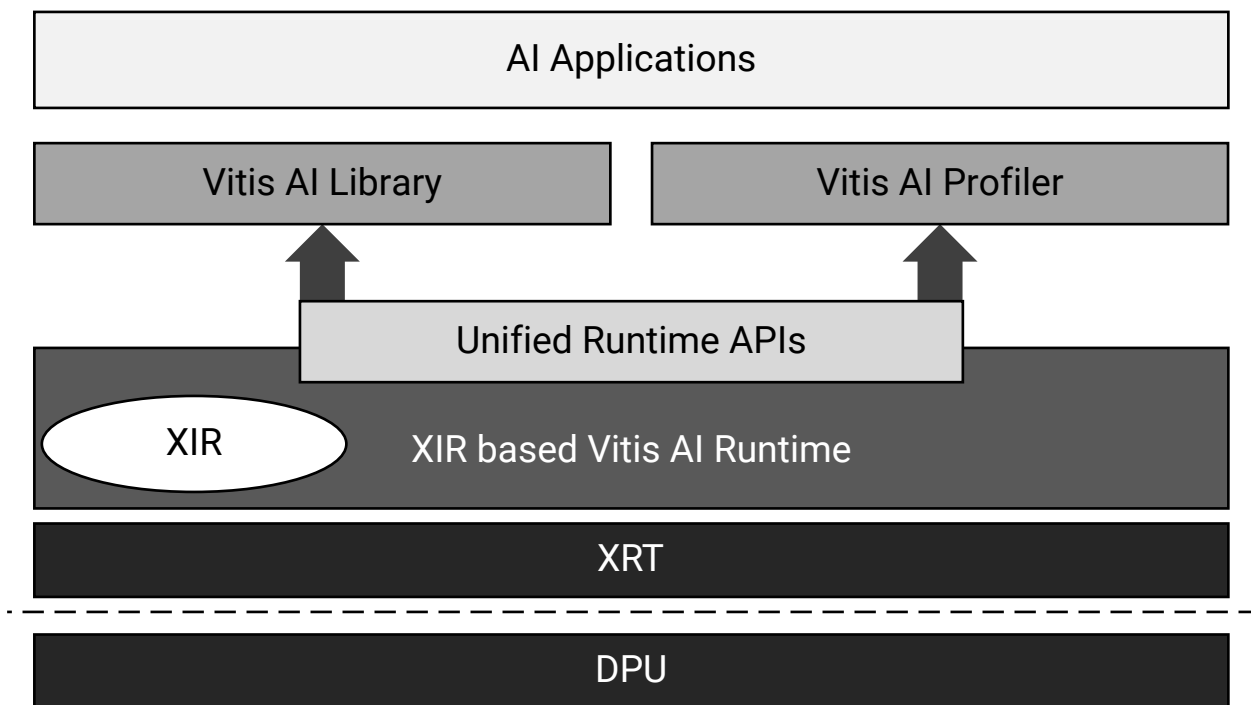 AI Applications
Vitis AI Library
Vitis AI Profiler
Unified Runtime APIs
XIR
XIR based Vitis AI Runtime
XRT
DPU